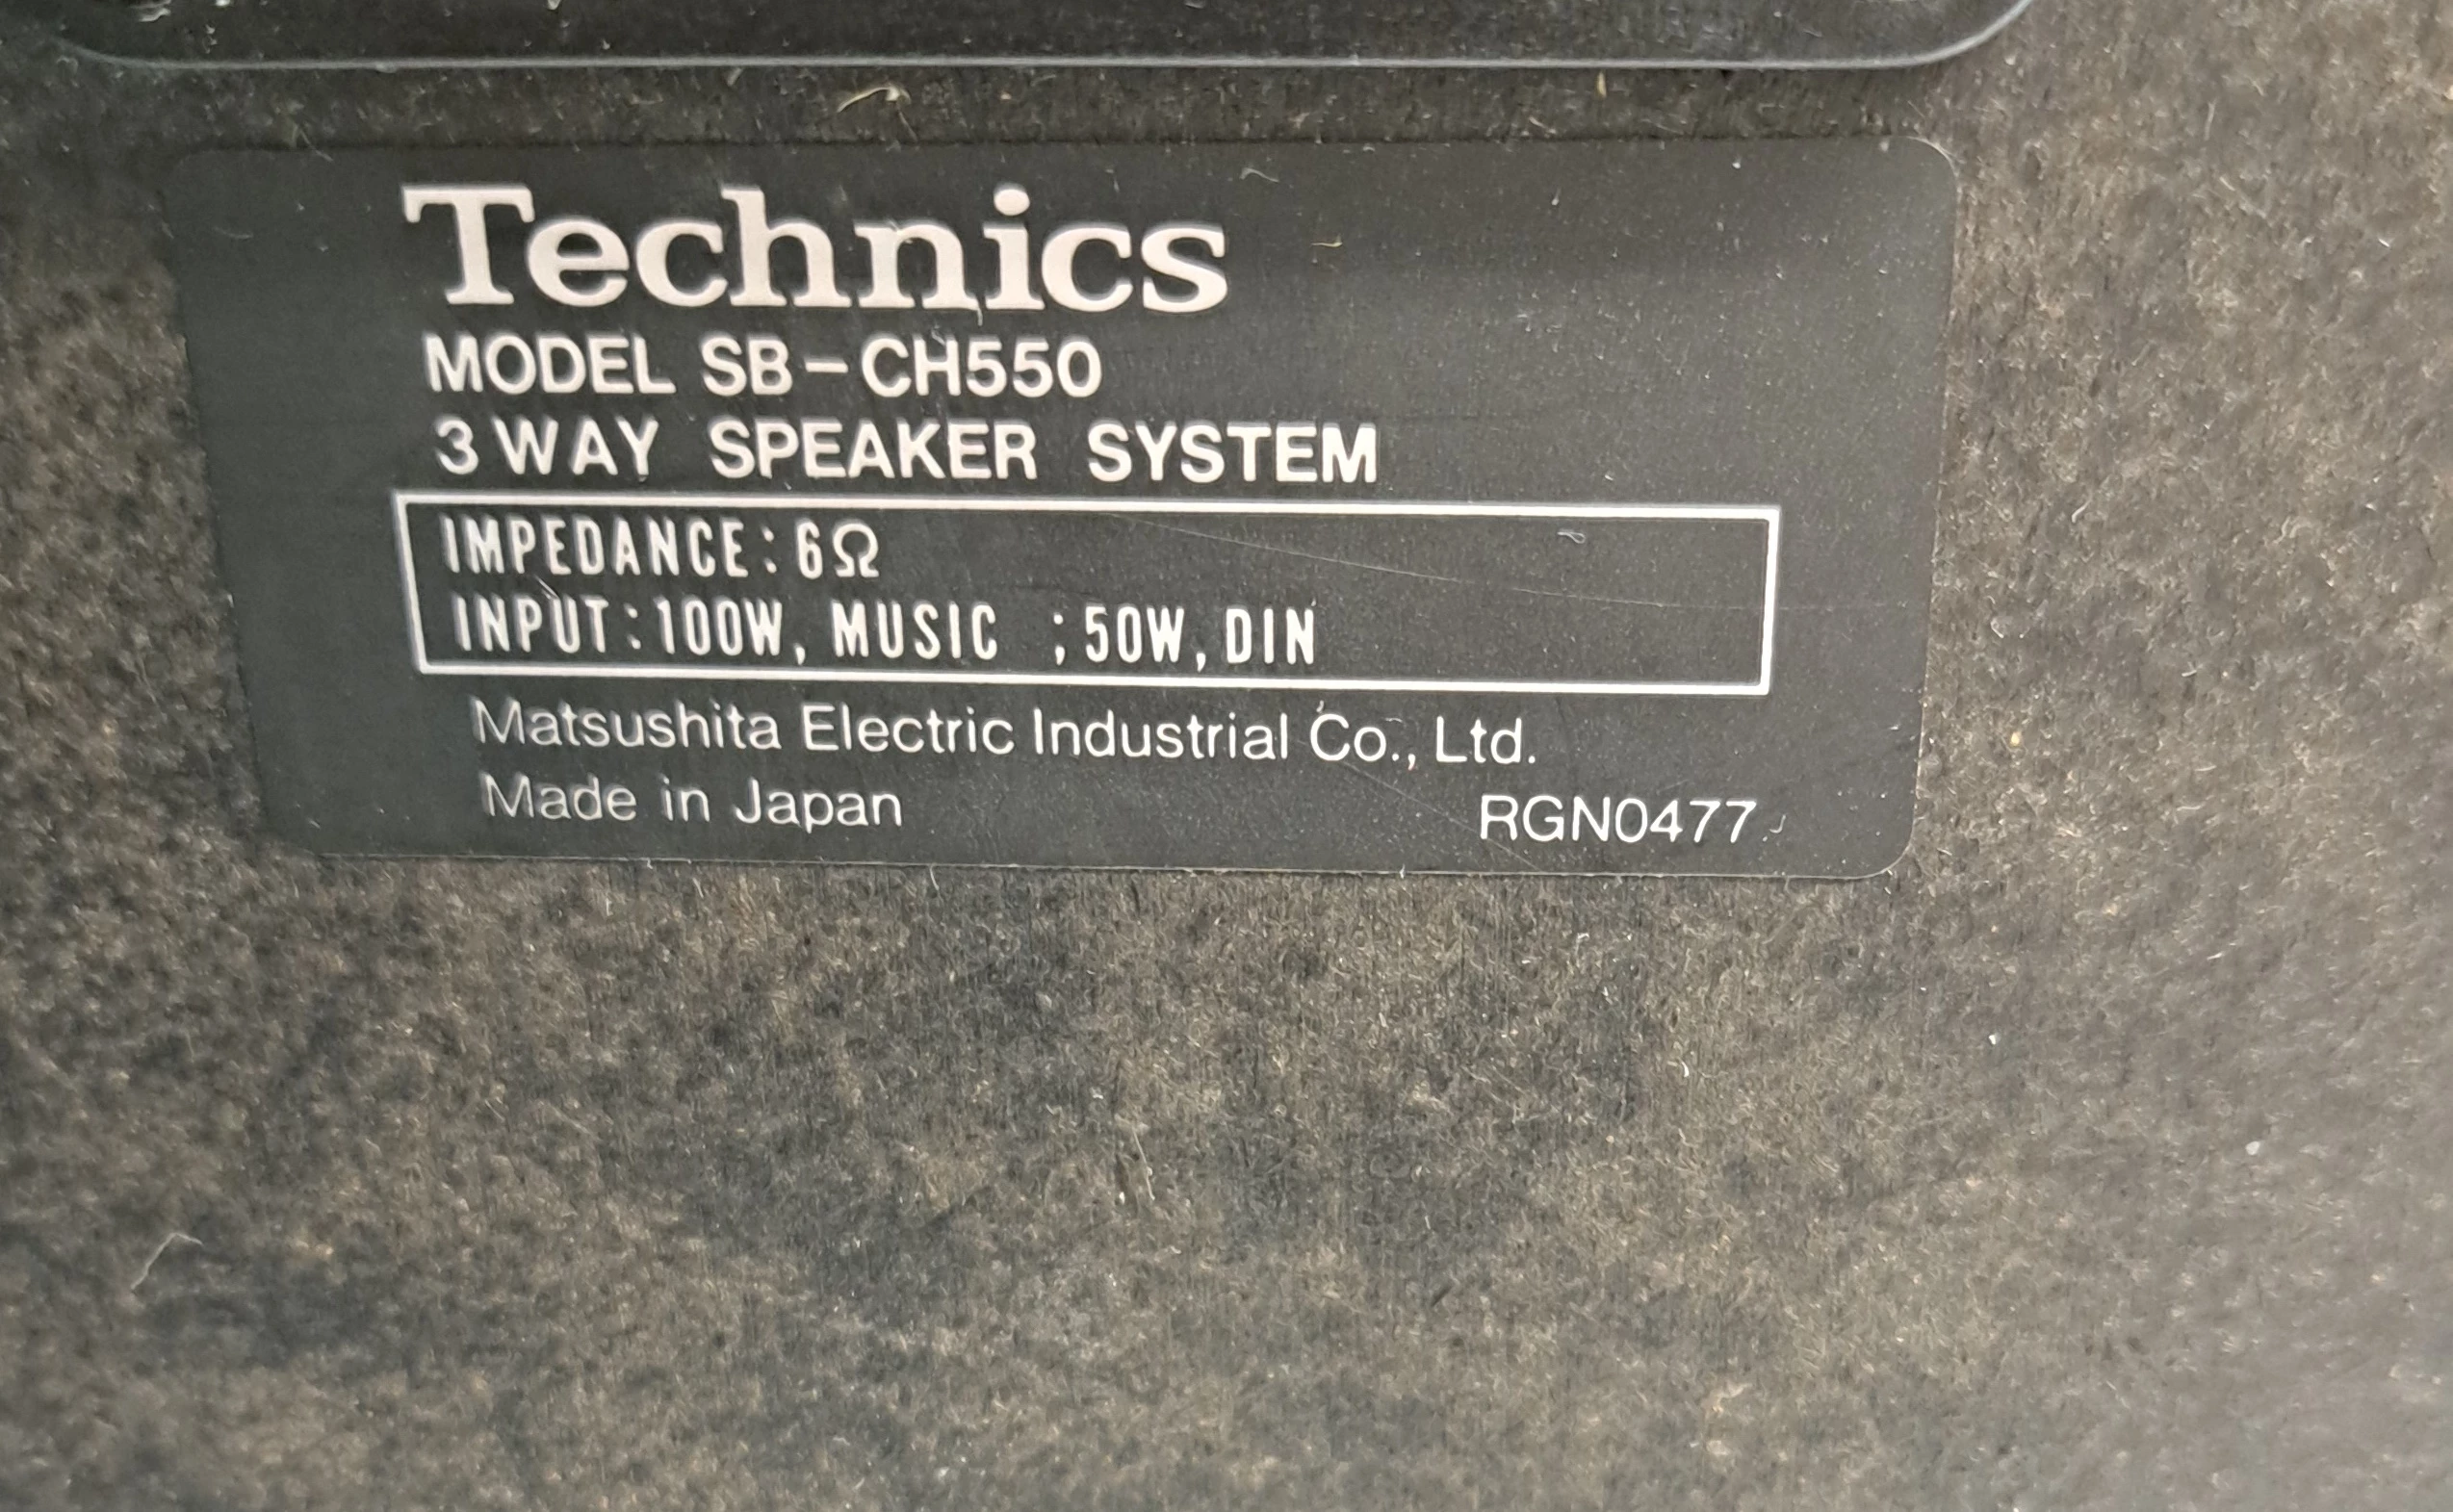 Technics
MODEL SB-CH550
3 WAY SPEAKER SYSTEM
IMPEDANCE: 6Ω
INPUT: 100W, MUSIC ; 50W, DIN
Matsushita Electric Industrial Co., Ltd.
Made in Japan RGN0477